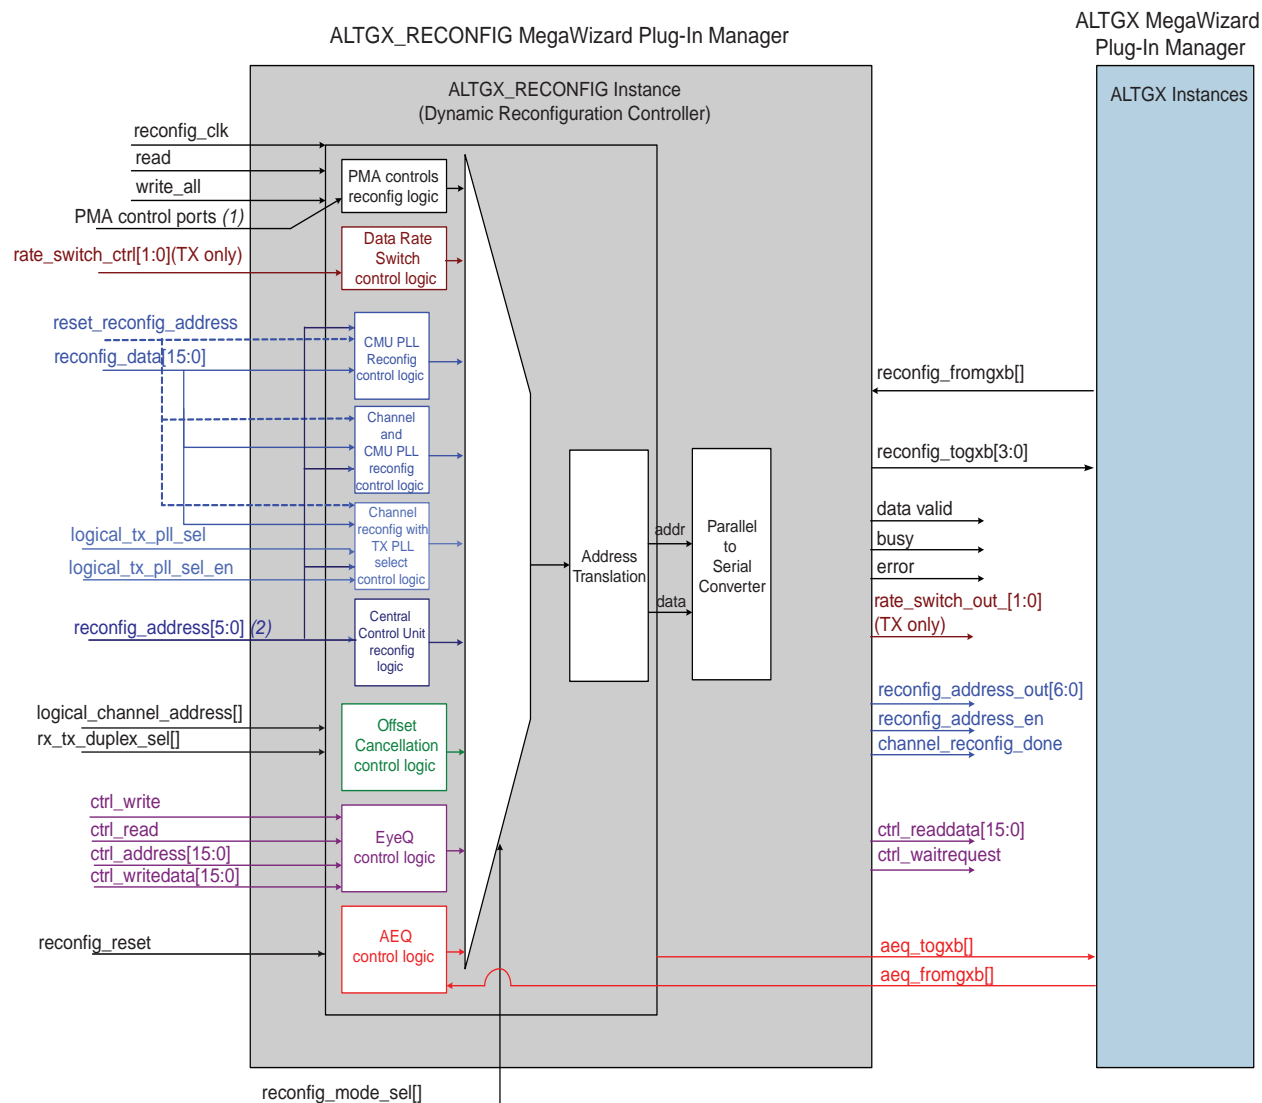 ALTGX_RECONFIG MegaWizard Plug-In Manager
ALTGX MegaWizard
Plug-In Manager
ALTGX_RECONFIG Instance
(Dynamic Reconfiguration Controller)
ALTGX Instances
reconfig_clk
read
write_all
PMA control ports (1)
rate_switch_ctrl[1:0](TX only)
reset_reconfig_address
reconfig_data[15:0]
logical_tx_pll_sel
logical_tx_pll_sel_en
reconfig_address[5:0] (2)
logical_channel_address[]
rx_tx_duplex_sel[]
ctrl_write
ctrl_read
ctrl_address[15:0]
ctrl_writedata[15:0]
reconfig_reset
PMA controls
reconfig logic
Data Rate
Switch
control logic
CMU PLL
Reconfig
control logic
Channel
and
CMU PLL
reconfig
control logic
Channel
reconfig with
TX PLL
select
control logic
Central
Control Unit
reconfig
logic
Offset
Cancellation
control logic
EyeQ
control logic
AEQ
control logic
Address
Translation
addr
data
Parallel
to
Serial
Converter
reconfig_fromgxb[]
reconfig_togxb[3:0]
data valid
busy
error
rate_switch_out_[1:0]
(TX only)
reconfig_address_out[6:0]
reconfig_address_en
channel_reconfig_done
ctrl_readdata[15:0]
ctrl_waitrequest
aeq_togxb[]
aeq_fromgxb[]
reconfig_mode_sel[]